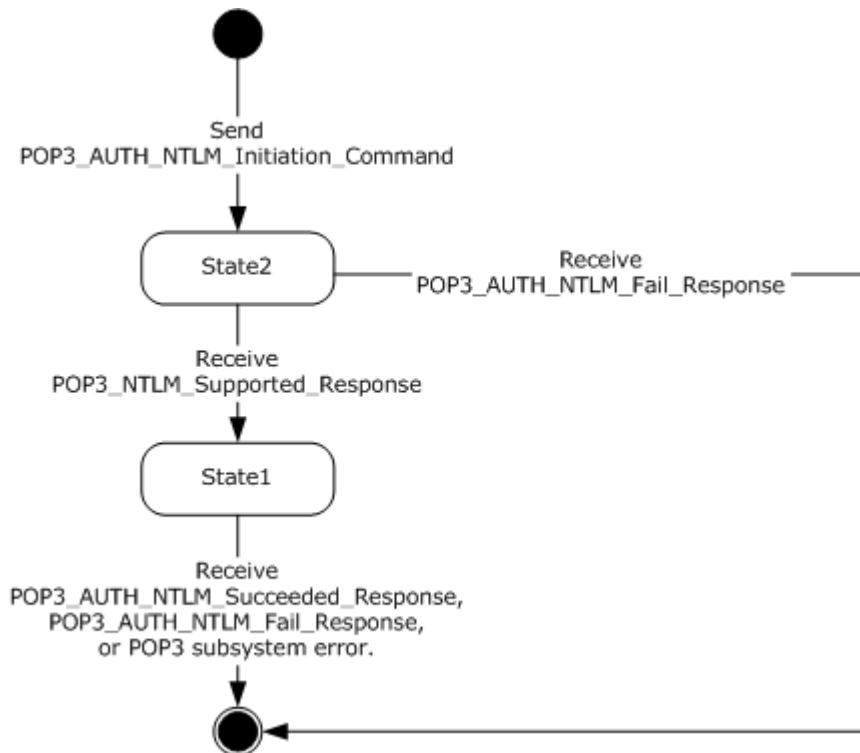 Send
POP3_AUTH_NTLM_Initiation_Command
State2
Receive
POP3_AUTH_NTLM_Fail_Response
Receive
POP3_NTLM_Supported_Response
State1
Receive
POP3_AUTH_NTLM_Succeeded_Response,
POP3_AUTH_NTLM_Fail_Response,
or POP3 subsystem error.